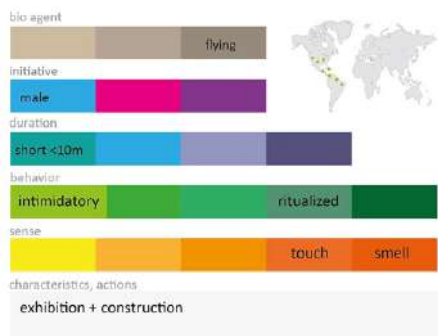 bio agent
flying
initiative
male
duration
short <10m
behavior
intimidatory ritualized
sense
touch smell
characteristics, actions
exhibition + construction